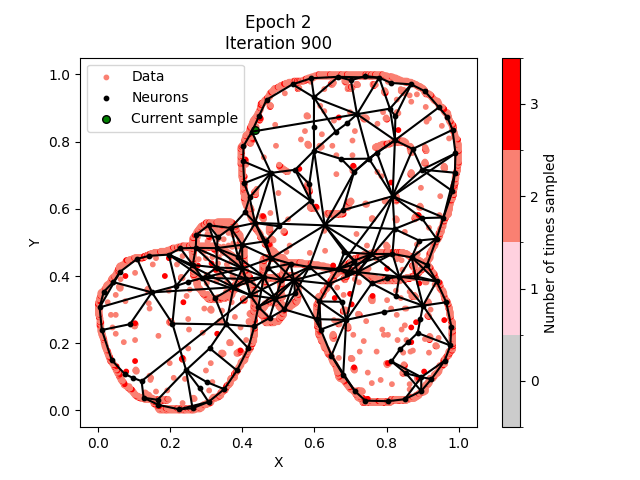 Epoch 2
Iteration 900
Data
Neurons
Current sample
1.0
0.8
0.6
0.4
0.2
0.0
Y
0.0 0.2 0.4 0.6 0.8 1.0
X
3
2
1
0
Number of times sampled